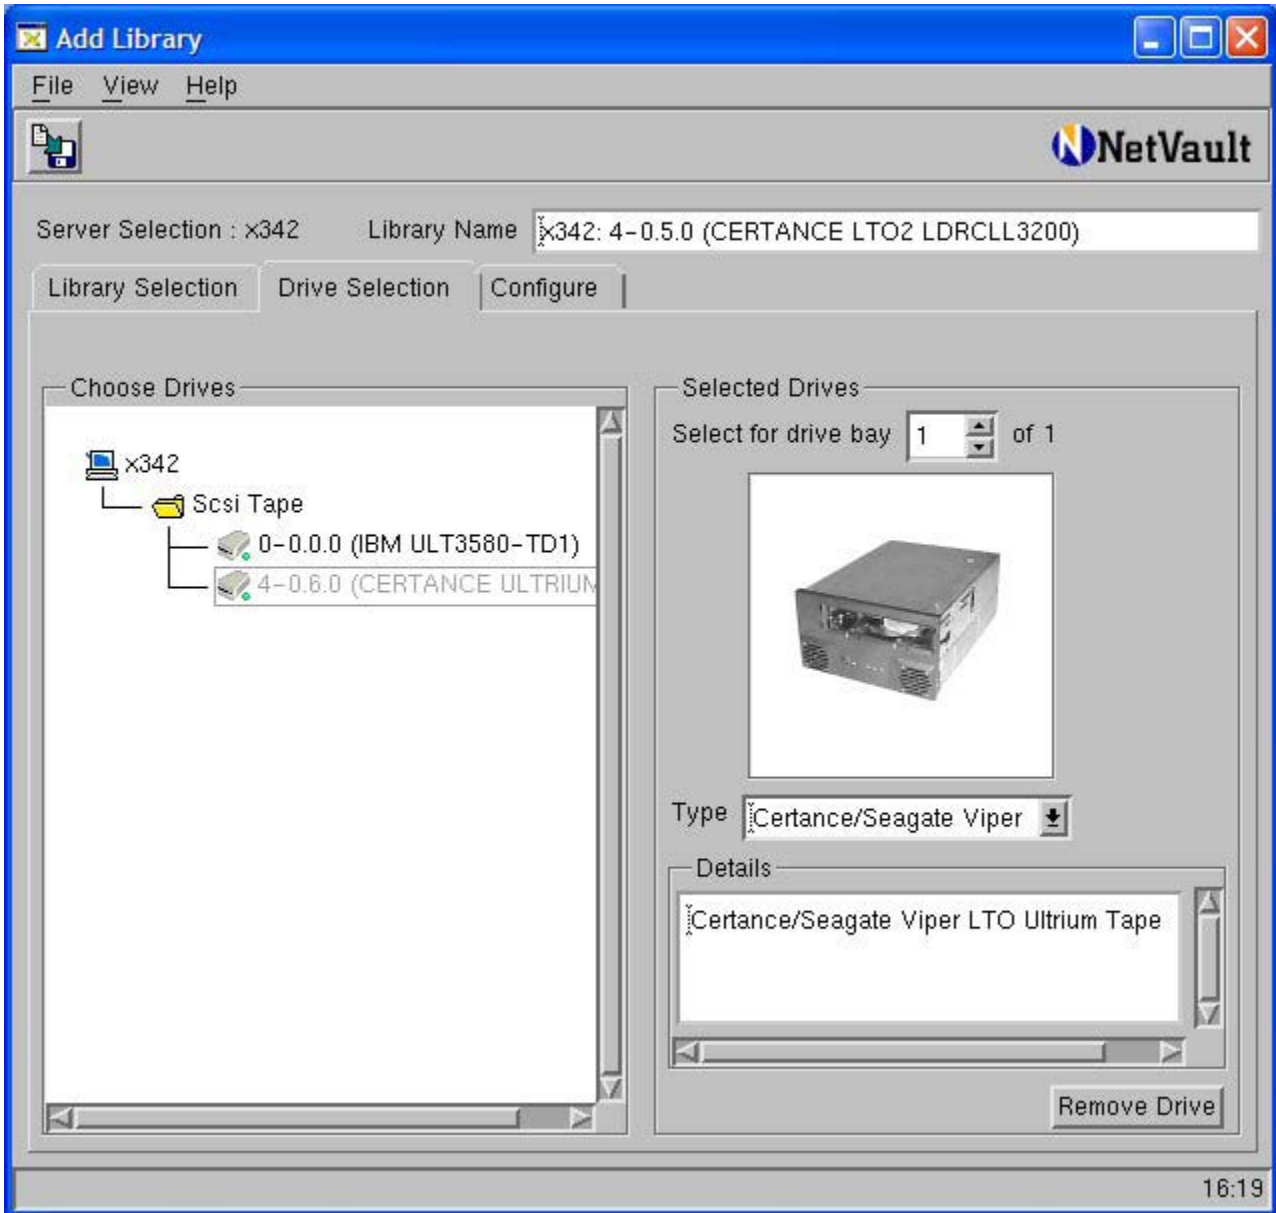 Add Library
File View Help
NetVault
Server Selection : x342 Library Name x342: 4-0.5.0 (CERTANCE LTO2 LDRCLL3200)
Library Selection Drive Selection Configure
Choose Drives
x342
Scsi Tape
0-0.0.0 (IBM ULT3580-TD1)
4-0.6.0 (CERTANCE ULTRIUM
Selected Drives
Select for drive bay 1 of 1
Type Certance/Seagate Viper
Details
Certance/Seagate Viper LTO Ultrium Tape
Remove Drive
16:19